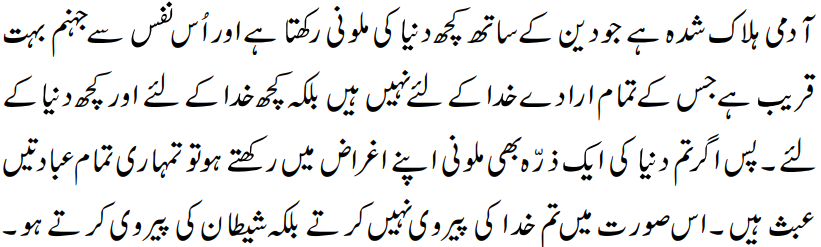 آدمی ہلاک شدہ ہے جو دین کے ساتھ کچھ دنیا کی ملونی رکھتا ہے اور اُس نفس سے جہنم بہت
قریب ہے جس کے تمام ارادے خدا کے لئے نہیں ہیں بلکہ کچھ خدا کے لئے اور کچھ دنیا کے
لئے۔ پس اگر تم دنیا کی ایک ذرّہ بھی ملونی اپنے اغراض میں رکھتے ہو تو تمہاری تمام عبادتیں
عبث ہیں۔ اس صورت میں تم خدا کی پیروی نہیں کرتے بلکہ شیطان کی پیروی کرتے ہو۔